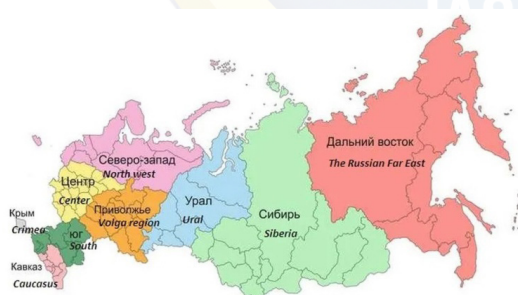 Дальний восток
The Russian Far East
Северо-запад
North west
Центр
Center
Урал
Ural
Приволжье
Volga region
Сибирь
Siberia
Крым
Crimea
юг
South
Кавказ
Caucasus